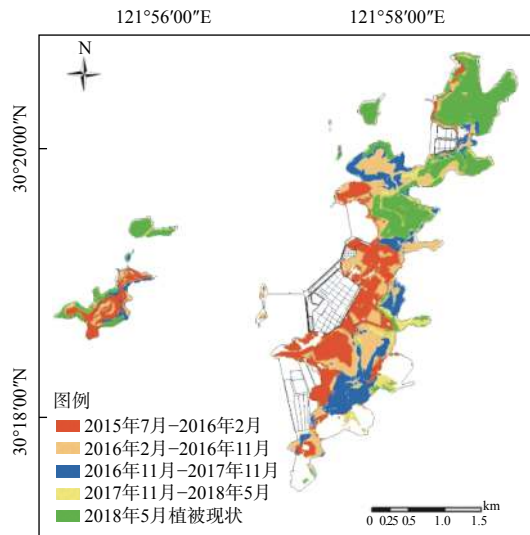 121°56′00″E 121°58′00″E
N
30°20′00″N
30°18′00″N
图例
2015年7月–2016年2月
2016年2月–2016年11月
2016年11月–2017年11月
2017年11月–2018年5月
2018年5月植被现状
km
0 0.25 0.5 1.0 1.5